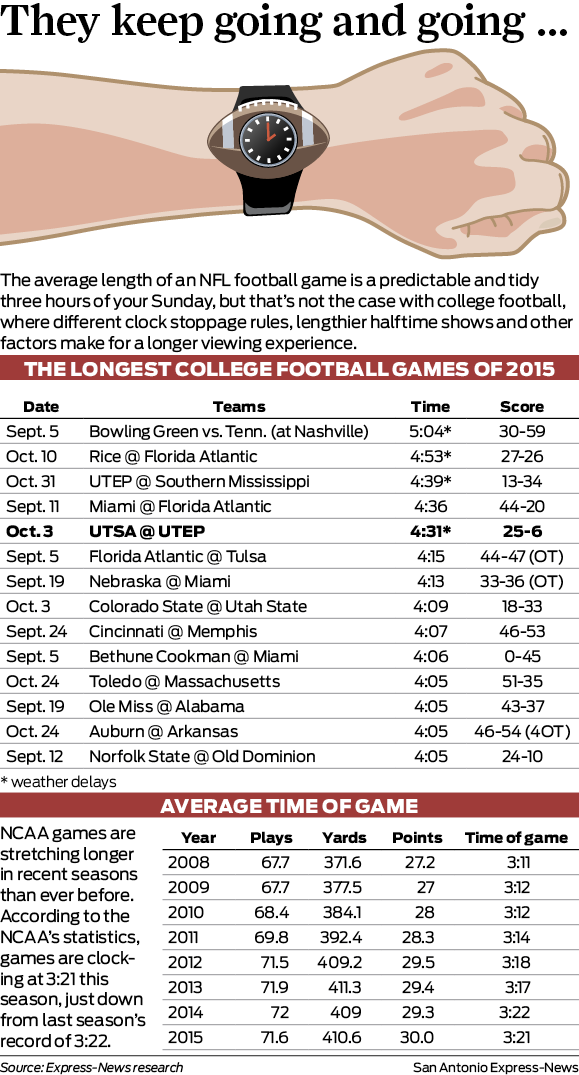 They keep going and going ...
The average length of an NFL football game is a predictable and tidy
three hours of your Sunday, but that's not the case with college football,
where different clock stoppage rules, lengthier halftime shows and other
factors make for a longer viewing experience.
THE LONGEST COLLEGE FOOTBALL GAMES OF 2015
Date Teams Time Score
Sept. 5 Bowling Green vs. Tenn. (at Nashville) 5:04* 30-59
Oct. 10 Rice @ Florida Atlantic 4:53* 27-26
Oct. 31 UTEP @ Southern Mississippi 4:39* 13-34
Sept. 11 Miami @ Florida Atlantic 4:36 44-20
Oct. 3 UTSA @ UTEP 4:31* 25-6
Sept. 5 Florida Atlantic @ Tulsa 4:15 44-47 (OT)
Sept. 19 Nebraska @ Miami 4:13 33-36 (OT)
Oct. 3 Colorado State @ Utah State 4:09 18-33
Sept. 24 Cincinnati @ Memphis 4:07 46-53
Sept. 5 Bethune Cookman @ Miami 4:06 0-45
Oct. 24 Toledo @ Massachusetts 4:05 51-35
Sept. 19 Ole Miss @ Alabama 4:05 43-37
Oct. 24 Auburn @ Arkansas 4:05 46-54 (4OT)
Sept. 12 Norfolk State @ Old Dominion 4:05 24-10
* weather delays
AVERAGE TIME OF GAME
NCAA games are
stretching longer
in recent seasons
than ever before.
According to the
NCAA's statistics,
games are clock-
ing at 3:21 this
season, just down
from last season's
record of 3:22.
Year Plays Yards Points Time of game
2008 67.7 371.6 27.2 3:11
2009 67.7 377.5 27 3:12
2010 68.4 384.1 28 3:12
2011 69.8 392.4 28.3 3:14
2012 71.5 409.2 29.5 3:18
2013 71.9 411.3 29.4 3:17
2014 72 409 29.3 3:22
2015 71.6 410.6 30.0 3:21
Source: Express-News research
San Antonio Express-News